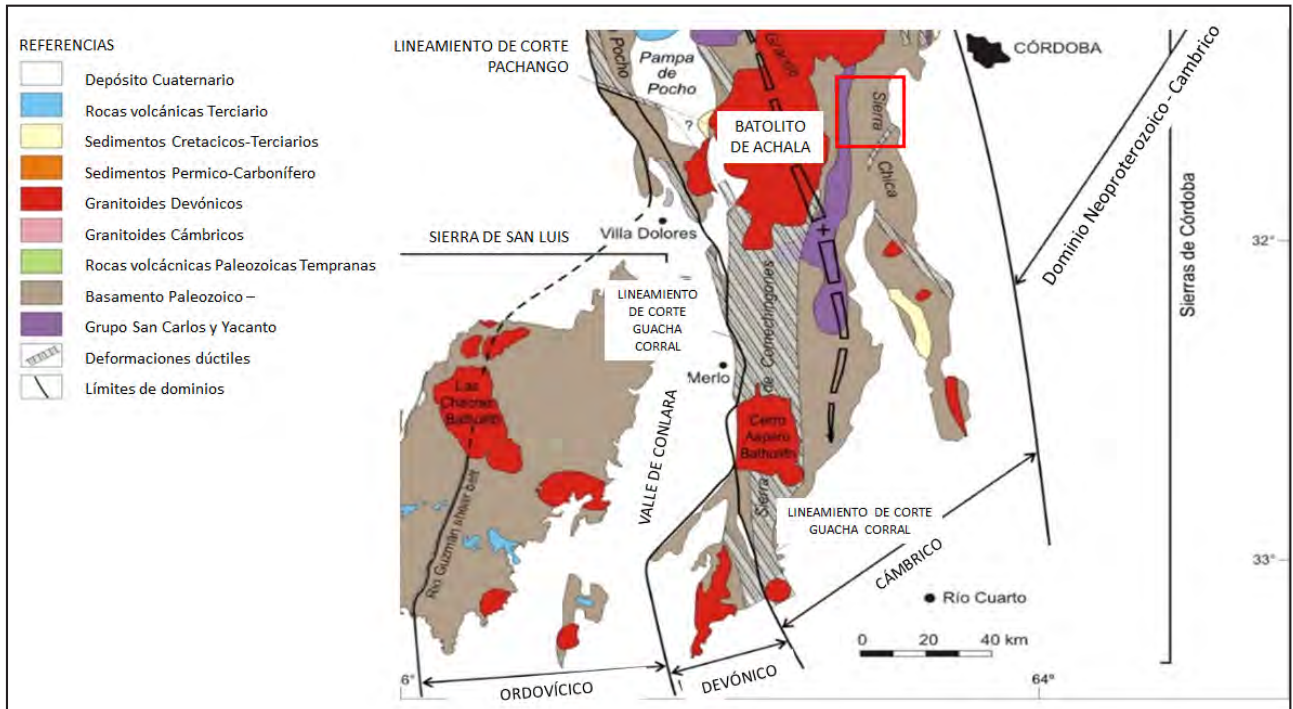 REFERENCIAS
Depósito Cuaternario
Rocas volcánicas Terciario
Sedimentos Cretacicos-Terciarios
Sedimentos Permico-Carbonífero
Granitoides Devónicos
Granitoides Cámbricos
Rocas volcácnicas Paleozoicas Tempranas
Basamento Paleozoico –
Grupo San Carlos y Yacanto
Deformaciones dúctiles
Límites de dominios
LINEAMIENTO DE CORTE
PACHANGO
Pocho
Pampa
de
Pocho
?
Grande
BATOLITO
DE ACHALA
Sierra
Chica
CÓRDOBA
Dominio Neoproterozoico - Cambrico
Sierras de Córdoba
32°
Villa Dolores
SIERRA DE SAN LUIS
LINEAMIENTO
DE CORTE
GUACHA
CORRAL
+
Merlo
Sierra de Comechingones
Las
Chacras
Batholith
Cerro
Aspero
Batholith
VALLE DE CONLARA
Río Guzmán shear belt
LINEAMIENTO DE CORTE
GUACHA CORRAL
CÁMBRICO
33°
Río Cuarto
0 20 40 km
6°
ORDOVÍCICO
DEVÓNICO
64°